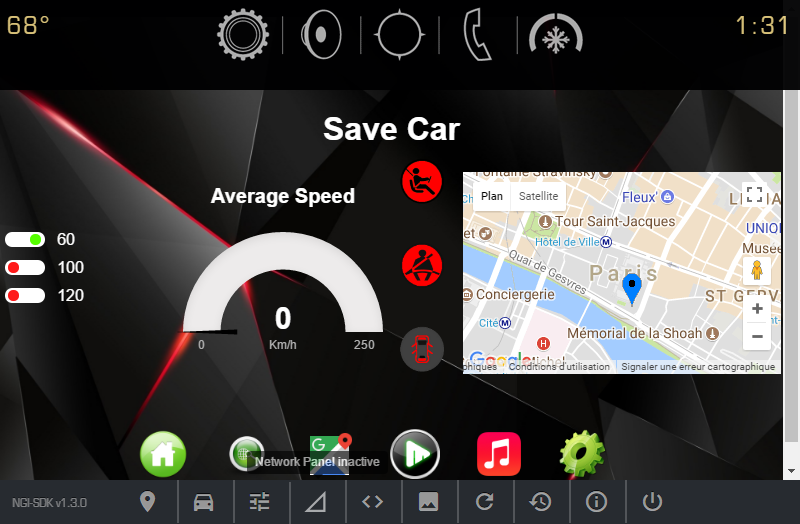 68°
1:31
Save Car
Average Speed
60
100
120
0
Km/h
0
250
Fontaine Stravinsky
Plan
Satellite
Fleux'
Tour Saint-Jacques
Hôtel de Ville
M
UNIO
Musée
Quai de Gesvres
Paris
Conciergerie
ST GERV
Cité
M
Mémorial de la Shoah
H
Google
phiques
Conditions d'utilisation
Signaler une erreur cartographique
G
Network Panel inactive
NGI-SDK v1.3.0